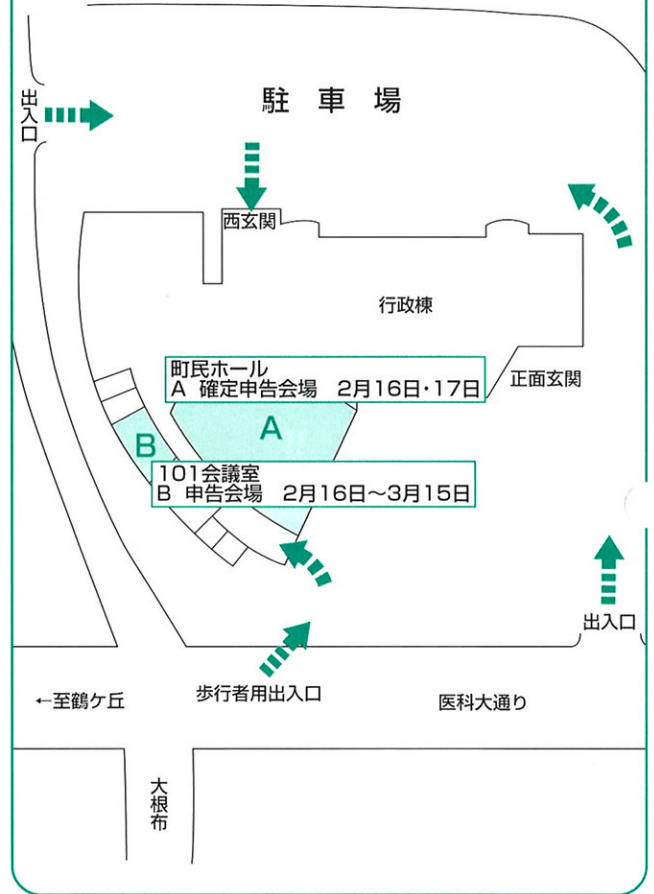 駐車場
出入口
西玄関
行政棟
町民ホール
A 確定申告会場 2月16日・17日
正面玄関
A
B
101会議室
B 申告会場 2月16日～3月15日
出入口
歩行者用出入口
←至鶴ケ丘
医科大通り
大根布